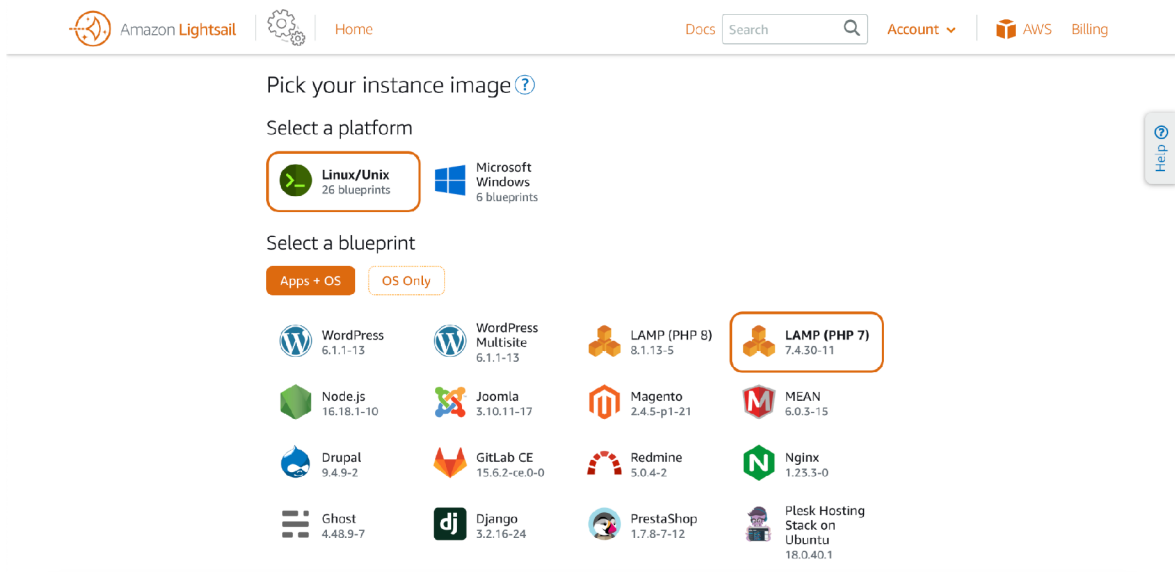 Amazon Lightsail
Home
Docs
Search
Account
AWS
Billing
Pick your instance image ?
Help ?
Select a platform
Linux/Unix
26 blueprints
Microsoft
Windows
6 blueprints
Select a blueprint
Apps + OS
OS Only
WordPress
6.1.1-13
WordPress
Multisite
6.1.1-13
LAMP (PHP 8)
8.1.13-5
LAMP (PHP 7)
7.4.30-11
Node.js
16.18.1-10
Joomla
3.10.11-17
Magento
2.4.5-p1-21
MEAN
6.0.3-15
Drupal
9.4.9-2
GitLab CE
15.6.2-ce.0-0
Redmine
5.0.4-2
Nginx
1.23.3-0
Ghost
4.48.9-7
dj
Django
3.2.16-24
PrestaShop
1.7.8-7-12
Plesk Hosting
Stack on
Ubuntu
18.0.40.1